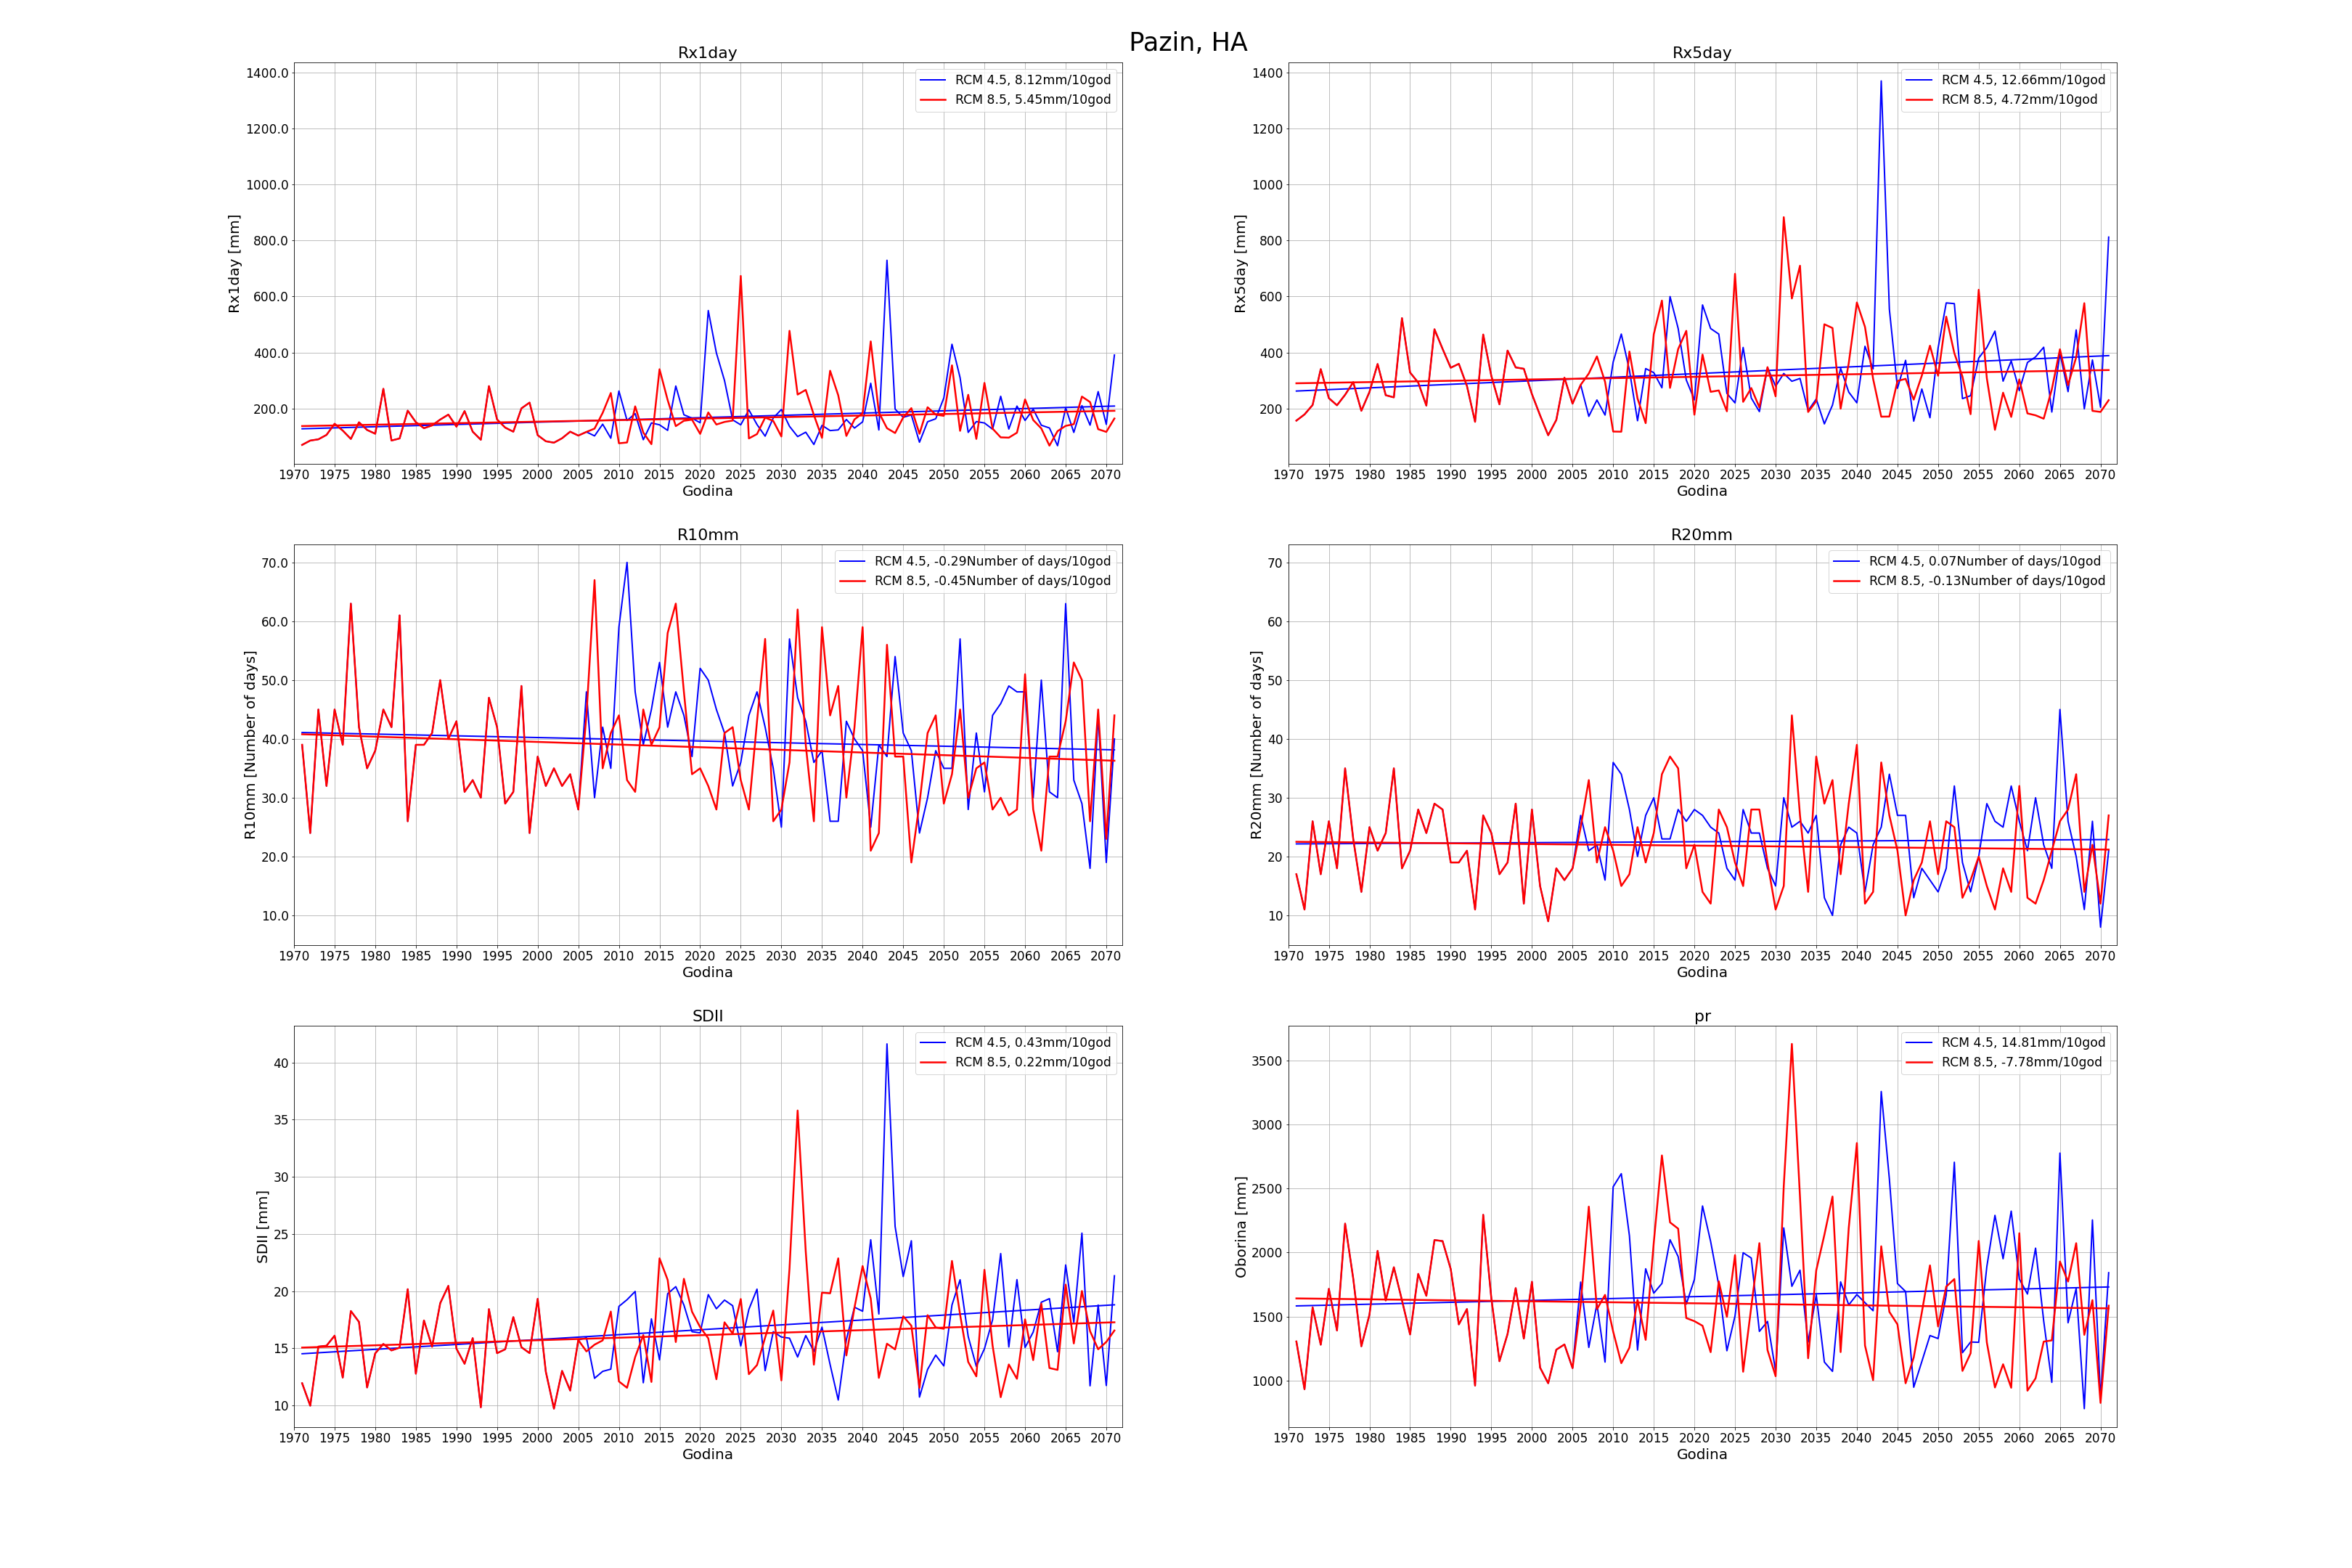 Pazin, HA
Rx1day
RCM 4.5, 8.12mm/10god
RCM 8.5, 5.45mm/10god
Rx1day [mm]
1400.0
1200.0
1000.0
800.0
600.0
400.0
200.0
1970 1975 1980 1985 1990 1995 2000 2005 2010 2015 2020 2025 2030 2035 2040 2045 2050 2055 2060 2065 2070
Godina
Rx5day
RCM 4.5, 12.66mm/10god
RCM 8.5, 4.72mm/10god
Rx5day [mm]
1400
1200
1000
800
600
400
200
1970 1975 1980 1985 1990 1995 2000 2005 2010 2015 2020 2025 2030 2035 2040 2045 2050 2055 2060 2065 2070
Godina
R10mm
RCM 4.5, -0.29Number of days/10god
RCM 8.5, -0.45Number of days/10god
R10mm [Number of days]
70.0
60.0
50.0
40.0
30.0
20.0
10.0
1970 1975 1980 1985 1990 1995 2000 2005 2010 2015 2020 2025 2030 2035 2040 2045 2050 2055 2060 2065 2070
Godina
R20mm
RCM 4.5, 0.07Number of days/10god
RCM 8.5, -0.13Number of days/10god
R20mm [Number of days]
70
60
50
40
30
20
10
1970 1975 1980 1985 1990 1995 2000 2005 2010 2015 2020 2025 2030 2035 2040 2045 2050 2055 2060 2065 2070
Godina
SDII
RCM 4.5, 0.43mm/10god
RCM 8.5, 0.22mm/10god
SDII [mm]
40
35
30
25
20
15
10
1970 1975 1980 1985 1990 1995 2000 2005 2010 2015 2020 2025 2030 2035 2040 2045 2050 2055 2060 2065 2070
Godina
pr
RCM 4.5, 14.81mm/10god
RCM 8.5, -7.78mm/10god
Oborina [mm]
3500
3000
2500
2000
1500
1000
1970 1975 1980 1985 1990 1995 2000 2005 2010 2015 2020 2025 2030 2035 2040 2045 2050 2055 2060 2065 2070
Godina